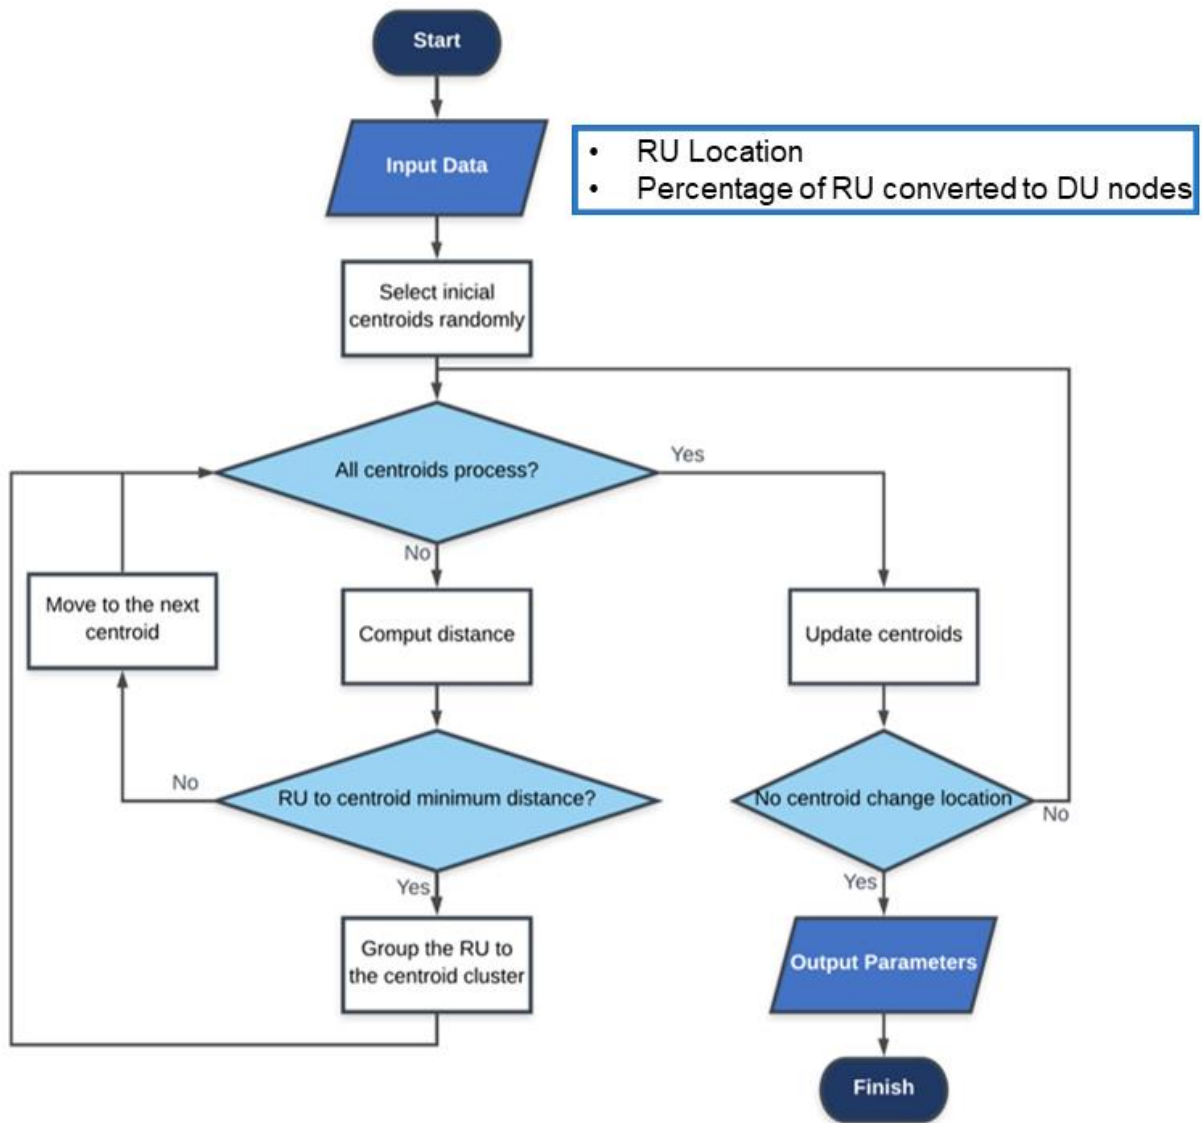 Start
Input Data
• RU Location
• Percentage of RU converted to DU nodes
Select inicial
centroids randomly
All centroids process?
Yes
No
Move to the next
centroid
Comput distance
Update centroids
No
RU to centroid minimum distance?
No centroid change location
No
Yes
Yes
Group the RU to
the centroid cluster
Output Parameters
Finish